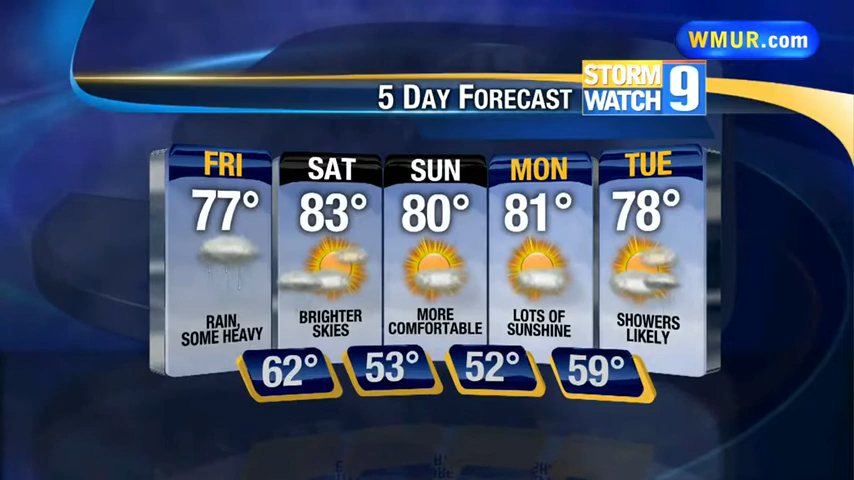 WMUR.com
5 DAY FORECAST
STORM
WATCH 9
FRI
77°
RAIN,
SOME HEAVY
SAT
83°
BRIGHTER
SKIES
SUN
80°
MORE
COMFORTABLE
MON
81°
LOTS OF
SUNSHINE
TUE
78°
SHOWERS
LIKELY
62°
53°
52°
59°